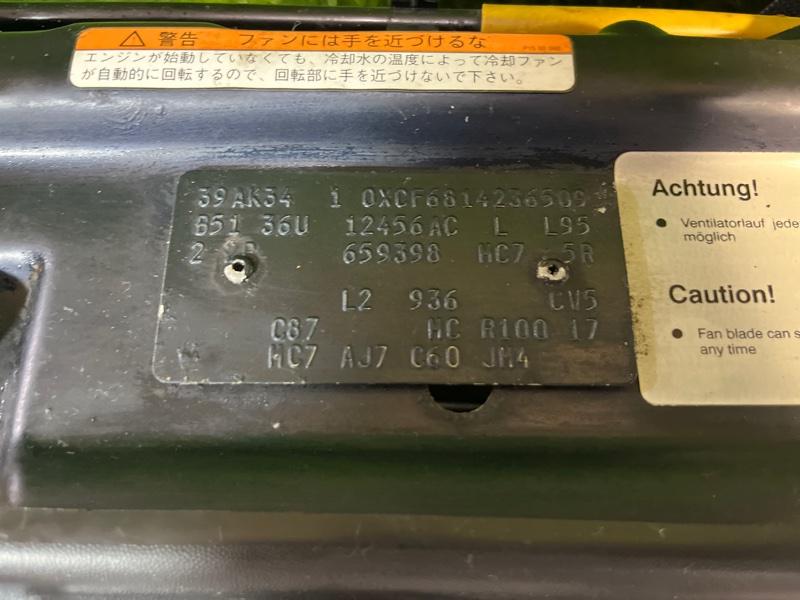 警告 ファンには手を近づけるな
エンジンが始動していなくても、冷却水の温度によって冷却ファン
が自動的に回転するので、回転部に手を近づけないで下さい。
39AK34 1 0XCF6814236509
851 36U 12456AC L L95
2 659398 MC7 5R
L2 936 CV5
C87 MC R100 17
MC7 AJ7 C60 JM4
Achtung!
Ventilatorlauf jede
möglich
Caution!
Fan blade can s
any time